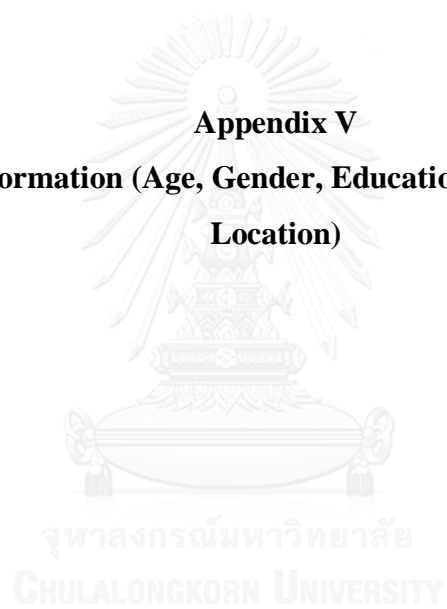 Appendix V
ormation (Age, Gender, Educatio
Location)
จุฬาลงกรณ์มหาวิทยาลัย
CHULALONGKORN UNIVERSITY